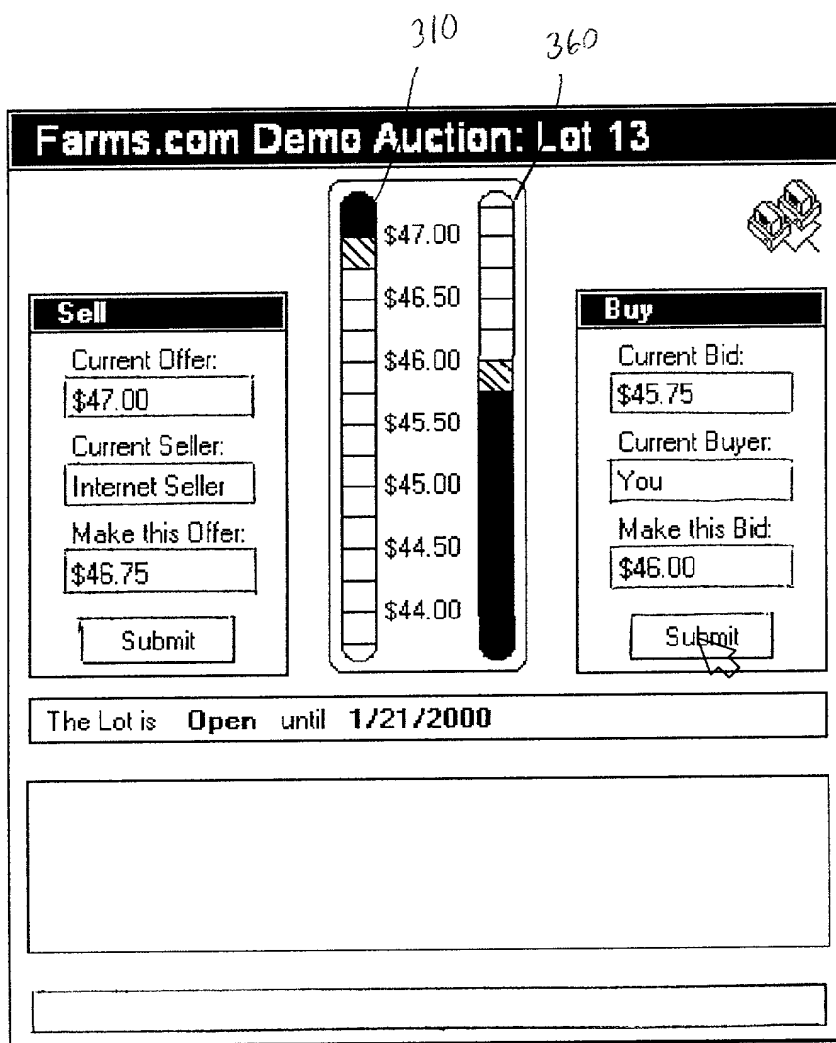 310
360
Farms.com Demo Auction: Lot 13
Sell
Current Offer:
$47.00
Current Seller:
Internet Seller
Make this Offer:
$46.75
Submit
$47.00
$46.50
$46.00
$45.50
$45.00
$44.50
$44.00
Buy
Current Bid:
$45.75
Current Buyer:
You
Make this Bid:
$46.00
Submit
The Lot is Open until 1/21/2000